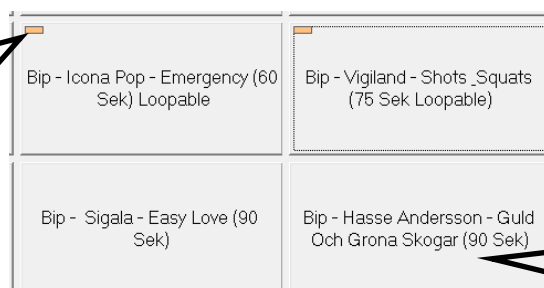 Bip - Icona Pop - Emergency (60
Sek) Loopable
Bip - Vigiland - Shots _Squats
(75 Sek Loopable)
Bip -  Sigala - Easy Love (90
Sek)
Bip - Hasse Andersson - Guld
Och Grona Skogar (90 Sek)